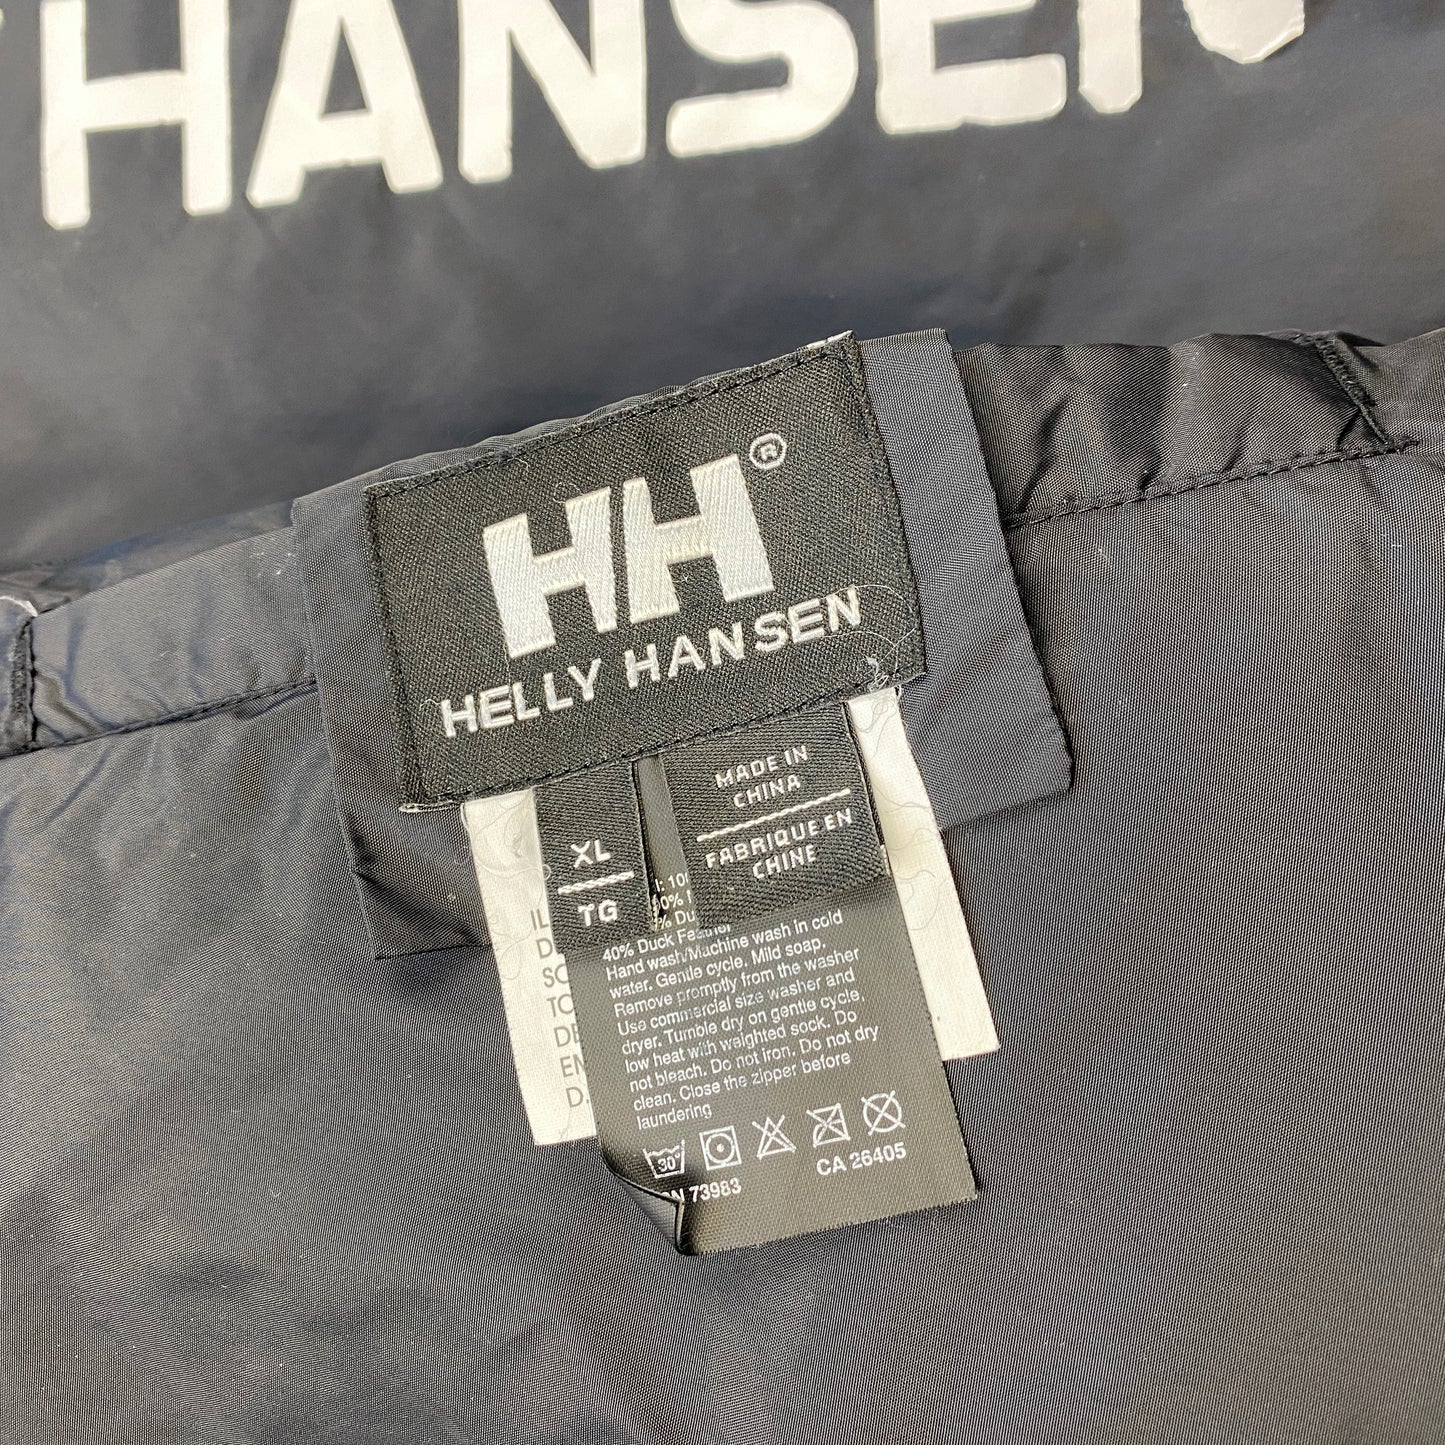 HANSEN
HH®
HELLY HANSEN
XL
TG
MADE IN
CHINA
FABRIQUE EN
CHINE
40% Duck Feather
Hand wash/Machine wash in cold
water. Gentle cycle. Mild soap.
Remove promptly from the washer
Use commercial size washer and
dryer. Tumble dry on gentle cycle,
low heat with weighted sock. Do
not bleach. Do not iron. Do not dry
clean. Close the zipper before
laundering
30°
73983
CA 26405